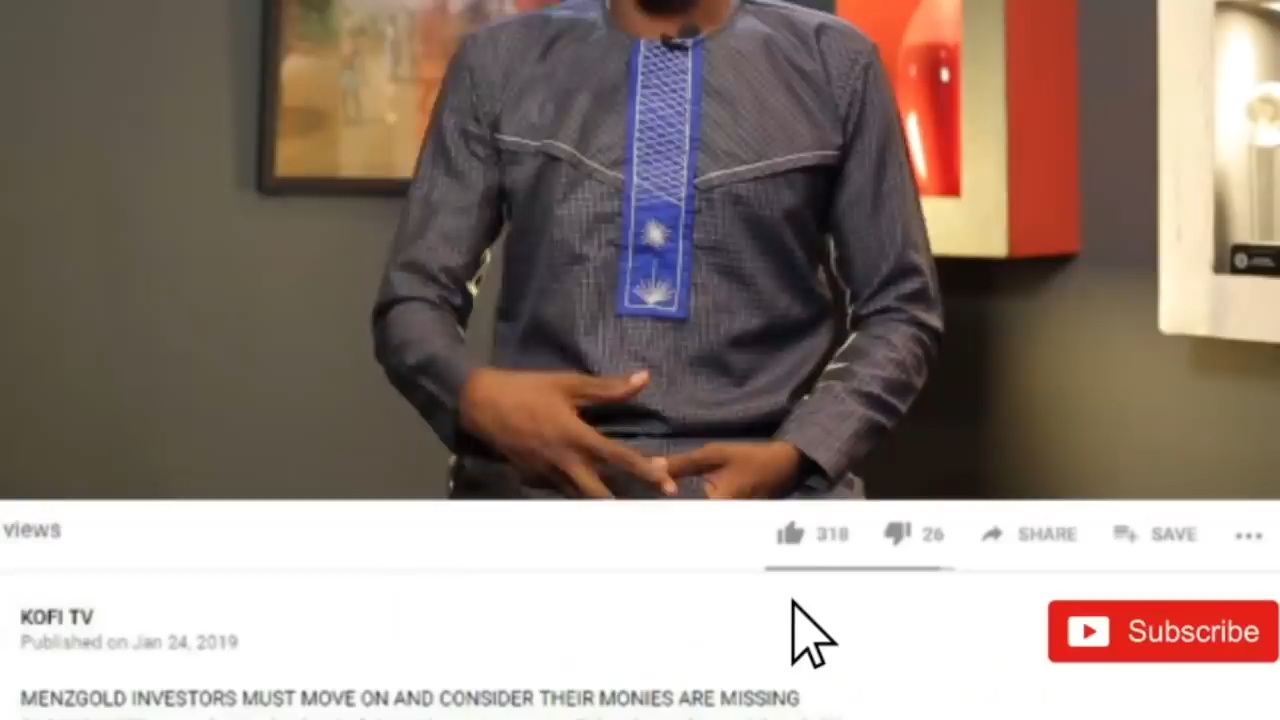 views
318
26
SHARE
SAVE
KOFI TV
Published on Jan 24, 2019
Subscribe
MENZGOLD INVESTORS MUST MOVE ON AND CONSIDER THEIR MONIES ARE MISSING